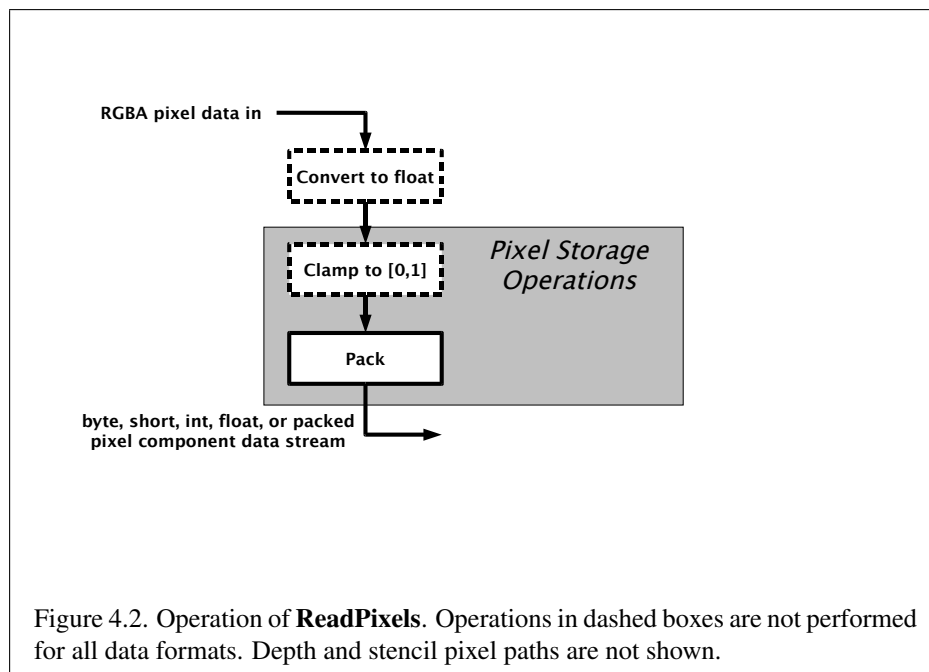 RGBA pixel data in
Convert to float
Pixel Storage
Operations
Clamp to [0,1]
Pack
byte, short, int, float, or packed
pixel component data stream
Figure 4.2. Operation of ReadPixels. Operations in dashed boxes are not performed
for all data formats. Depth and stencil pixel paths are not shown.